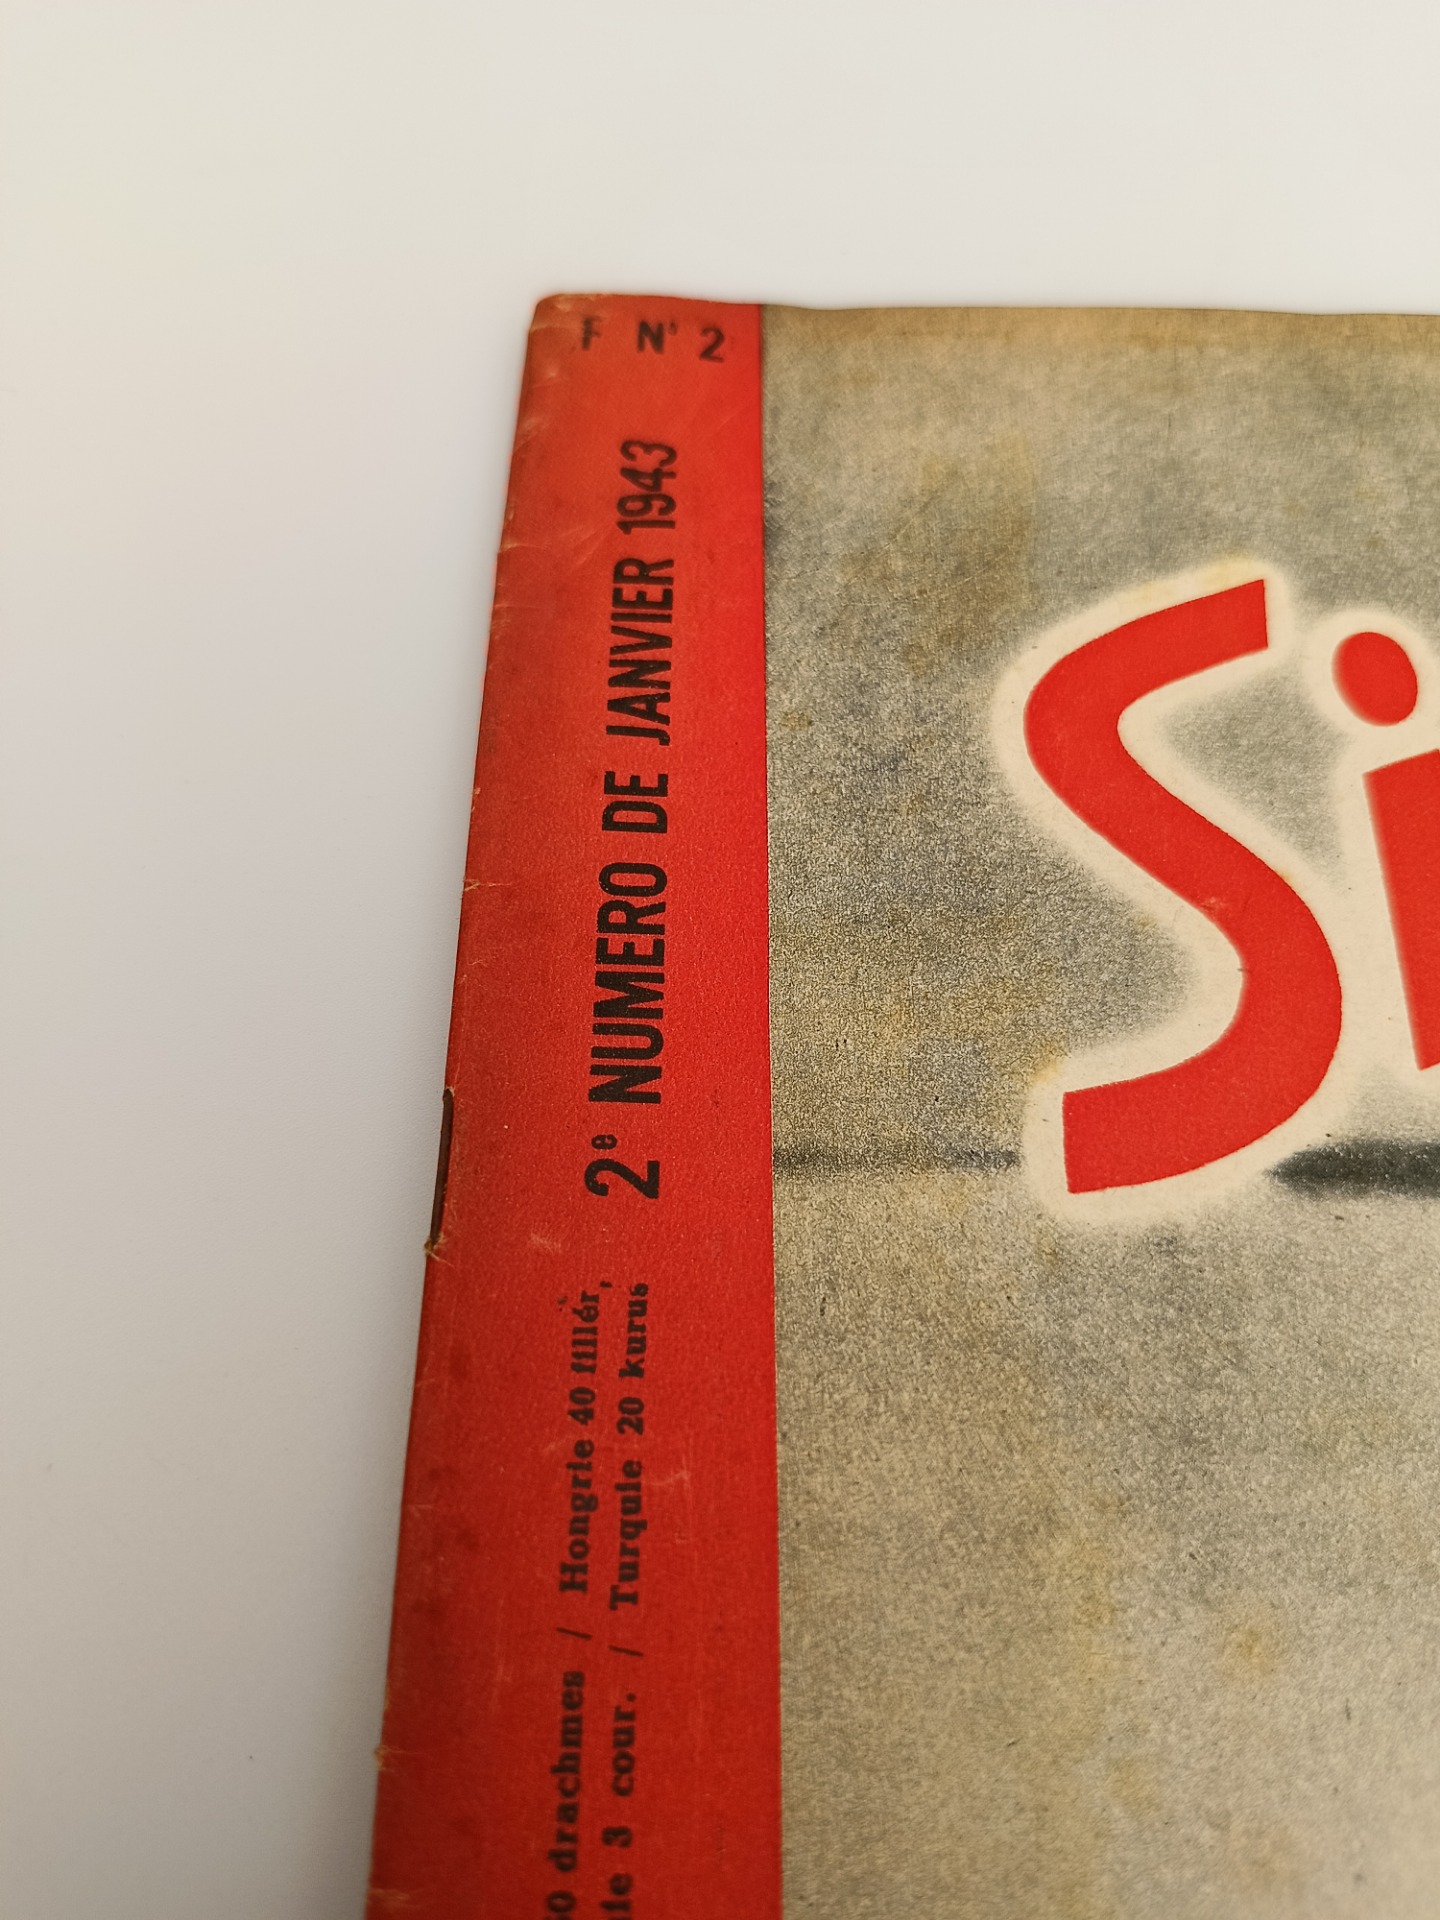 F N° 2
2e NUMERO DE JANVIER 1943
drachmes / Hongrie 40 fillér,
3 cour. / Turquie 20 kurus
Si